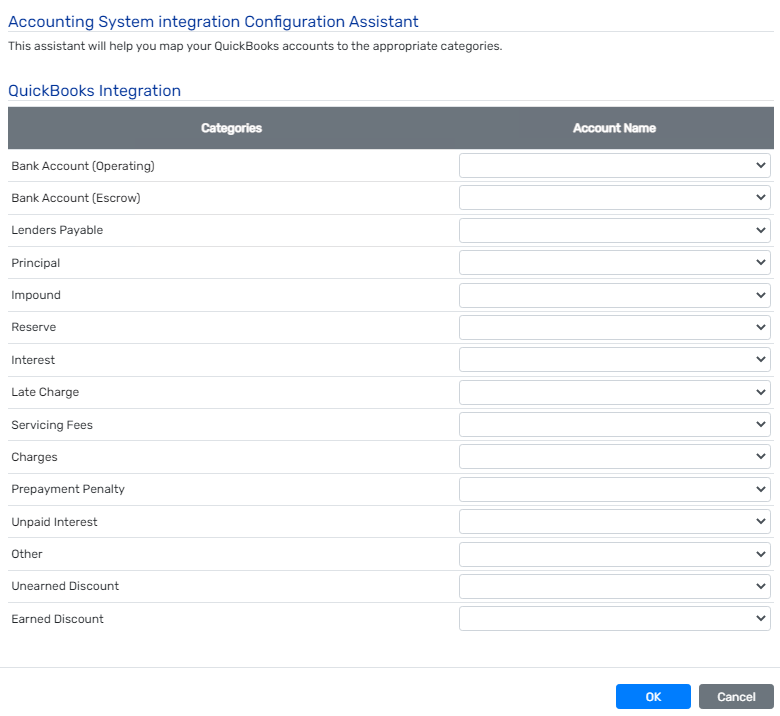 Accounting System integration Configuration Assistant
This assistant will help you map your QuickBooks accounts to the appropriate categories.
QuickBooks Integration
Categories Account Name
Bank Account (Operating)
Bank Account (Escrow)
Lenders Payable
Principal
Impound
Reserve
Interest
Late Charge
Servicing Fees
Charges
Prepayment Penalty
Unpaid Interest
Other
Unearned Discount
Earned Discount
OK Cancel